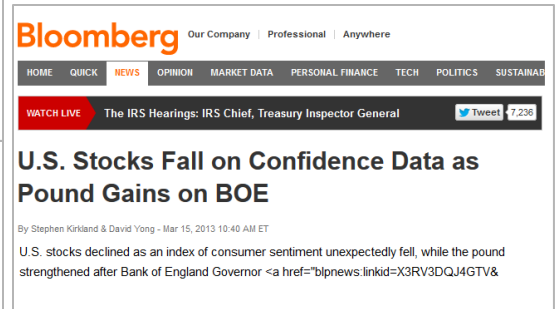 Bloomberg Our Company | Professional | Anywhere
HOME QUICK NEWS OPINION MARKET DATA PERSONAL FINANCE TECH POLITICS SUSTAINAB
WATCH LIVE The IRS Hearings: IRS Chief, Treasury Inspector General Tweet 7,236
U.S. Stocks Fall on Confidence Data as
Pound Gains on BOE
By Stephen Kirkland & David Yong - Mar 15, 2013 10:40 AM ET
U.S. stocks declined as an index of consumer sentiment unexpectedly fell, while the pound
strengthened after Bank of England Governor <a href="blpnews:linkid=X3RV3DQJ4GTV&